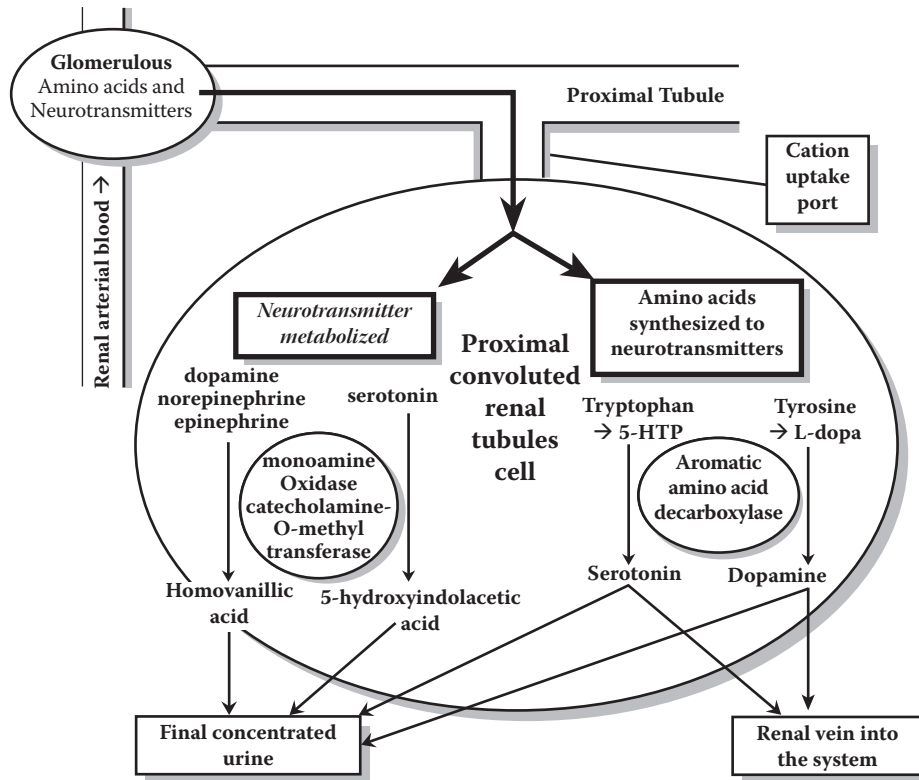 Glomerulous
Amino acids and
Neurotransmitters
Proximal Tubule
Cation
uptake
port
Renal arterial blood →
Neurotransmitter
metabolized
Amino acids
synthesized to
neurotransmitters
Proximal
convoluted
renal
tubules
cell
dopamine
norepinephrine
epinephrine
serotonin
Tryptophan
→ 5-HTP
Tyrosine
→ L-dopa
monoamine
Oxidase
catecholamine-
O-methyl
transferase
Aromatic
amino acid
decarboxylase
Homovanillic
acid
5-hydroxyindolacetic
acid
Serotonin
Dopamine
Final concentrated
urine
Renal vein into
the system